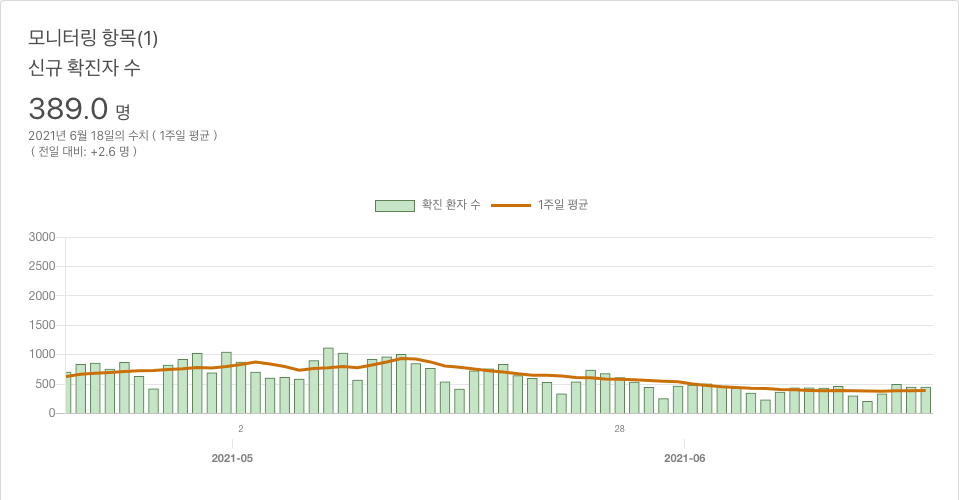 모니터링 항목(1)
신규 확진자 수
389.0 명
2021년 6월 18일의 수치 ( 1주일 평균 )
( 전일 대비: +2.6 명 )
확진 환자 수 1주일 평균
3000
2500
2000
1500
1000
500
0
2 28
2021-05 2021-06